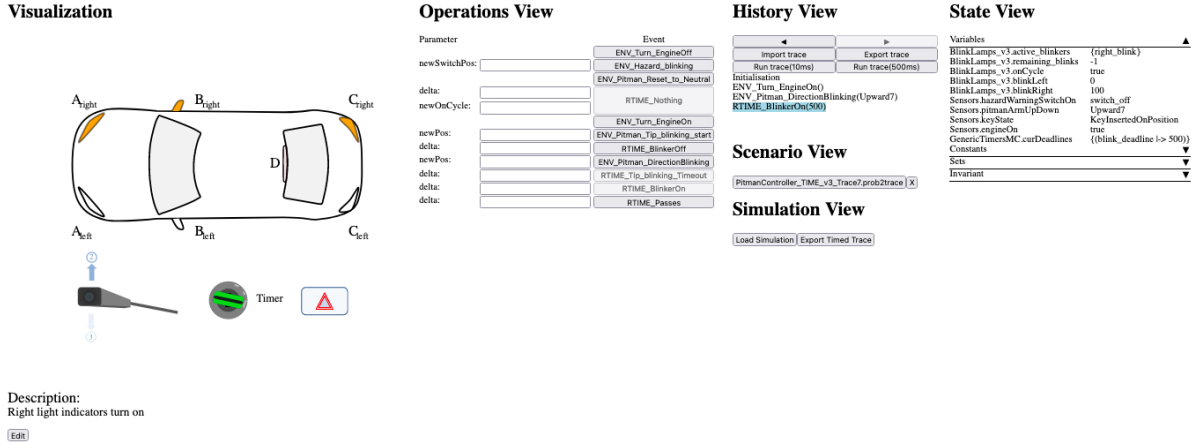 Visualization
A right
B right
C right
D
A left
B left
C left
2
3
Timer
Description:
Right light indicators turn on
Edit
Operations View
Parameter Event
ENV_Turn_EngineOff
newSwitchPos: ENV_Hazard_blinking
ENV_Pitman_Reset_to_Neutral
delta:
RTIME_Nothing
newOnCycle:
ENV_Turn_EngineOn
newPos: ENV_Pitman_Tip_blinking_start
delta: RTIME_BlinkerOff
newPos: ENV_Pitman_DirectionBlinking
delta: RTIME_Tip_blinking_Timeout
delta: RTIME_BlinkerOn
delta: RTIME_Passes
History View
◄ ►
Import trace Export trace
Run trace(10ms) Run trace(500ms)
Initialisation
ENV_Turn_EngineOn()
ENV_Pitman_DirectionBlinking(Upward7)
RTIME_BlinkerOn(500)
Scenario View
PitmanController_TIME_v3_Trace7.prob2trace X
Simulation View
Load Simulation Export Timed Trace
State View
Variables ▲
BlinkLamps_v3.active_blinkers {right_blink}
BlinkLamps_v3.remaining_blinks -1
BlinkLamps_v3.onCycle true
BlinkLamps_v3.blinkLeft 0
BlinkLamps_v3.blinkRight 100
Sensors.hazardWarningSwitchOn switch_off
Sensors.pitmanArmUpDown Upward7
Sensors.keyState KeyInsertedOnPosition
Sensors.engineOn true
GenericTimersMC.curDeadlines {(blink_deadline |-> 500)}
Constants ▼
Sets ▼
Invariant ▼